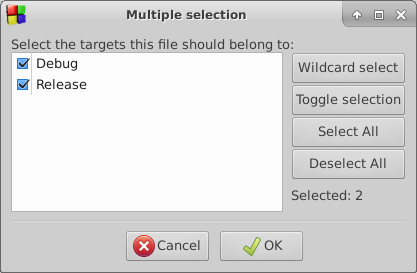 Multiple selection
Select the targets this file should belong to:
Debug
Release
Wildcard select
Toggle selection
Select All
Deselect All
Selected: 2
Cancel
OK